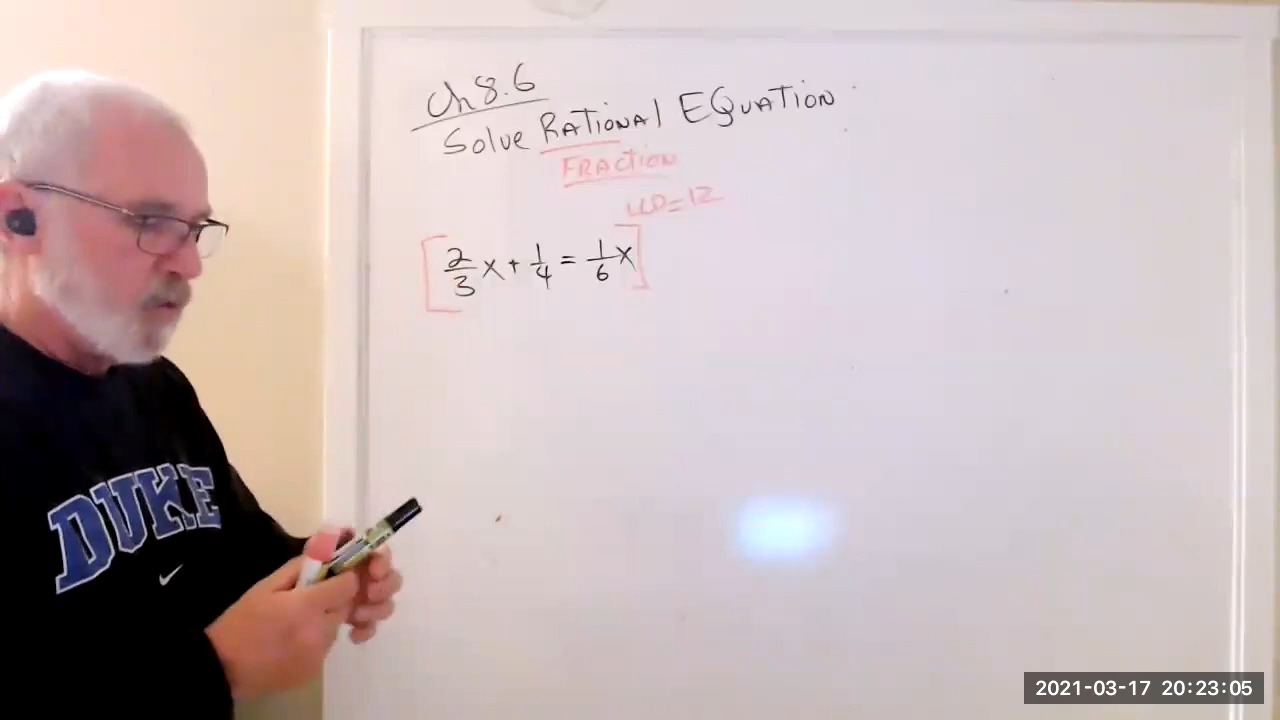 Ch 8.6
Solve Rational Equation
Fraction
LCD = 12
[2/3 x + 1/4 = 1/6 x]
DUKE
2021-03-17 20:23:05